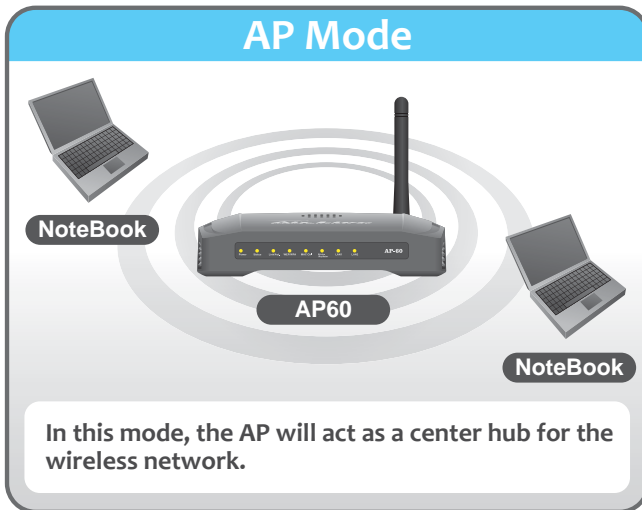 AP Mode
NoteBook
AP-60
Power
AP60
NoteBook
In this mode, the AP will act as a center hub for the
wireless network.